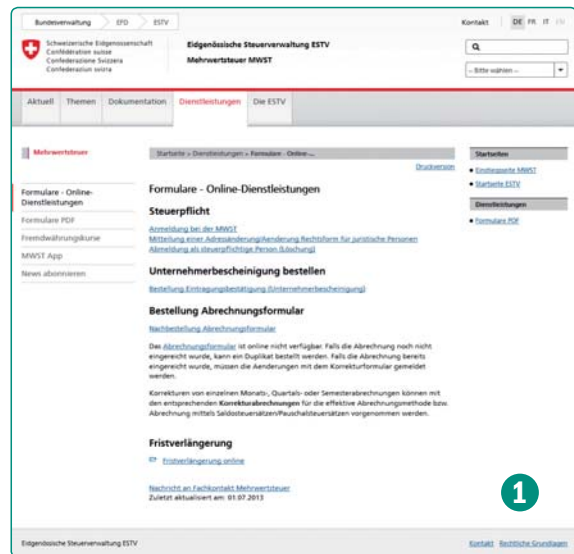 Bundesverwaltung EFD ESTV
Kontakt DE FR IT EN
Schweizerische Eidgenossenschaft
Confédération suisse
Confederazione Svizzera
Confederaziun svizra
Eidgenössische Steuerverwaltung ESTV
Mehrwertsteuer MWST
-- Bitte wählen --
Aktuell Themen Dokumentation Dienstleistungen Die ESTV
Mehrwertsteuer
Formulare - Online-
Dienstleistungen
Formulare PDF
Fremdwährungskurse
MWST App
News abonnieren
Startseite > Dienstleistungen > Formulare - Online-...
Druckversion
Formulare - Online-Dienstleistungen
Steuerpflicht
Anmeldung bei der MWST
Mitteilung einer Adressänderung/Aenderung Rechtsform für juristische Personen
Abmeldung als steuerpflichtige Person (Löschung)
Unternehmerbescheinigung bestellen
Bestellung Eintragungsbestätigung (Unternehmerbescheinigung)
Bestellung Abrechnungsformular
Nachbestellung Abrechnungsformular
Das Abrechnungsformular ist online nicht verfügbar. Falls die Abrechnung noch nicht
eingereicht wurde, kann ein Duplikat bestellt werden. Falls die Abrechnung bereits
eingereicht wurde, müssen die Aenderungen mit dem Korrekturformular gemeldet
werden.
Korrekturen von einzelnen Monats-, Quartals- oder Semesterabrechnungen können mit
den entsprechenden Korrekturabrechnungen für die effektive Abrechnungsmethode bzw.
Abrechnung mittels Saldosteuersätzen/Pauschalsteuersätzen vorgenommen werden.
Fristverlängerung
Fristverlängerung online
Nachricht an Fachkontakt Mehrwertsteuer
Zuletzt aktualisiert am: 01.07.2013
Startseiten
Einstiegsseite MWST
Startseite ESTV
Dienstleistungen
Formulare PDF
1
Eidgenössische Steuerverwaltung ESTV
Kontakt Rechtliche Grundlagen